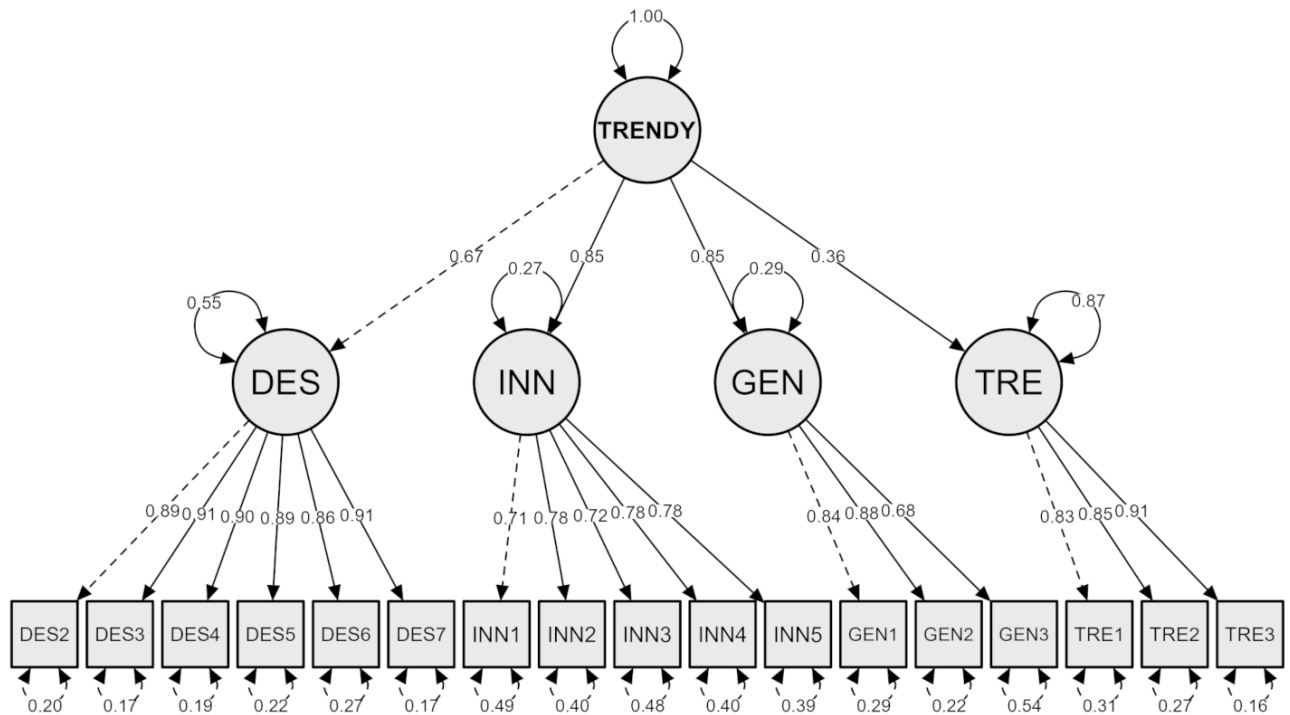 1.00
TRENDY
0.67 0.85 0.85 0.36
0.55 0.27 0.29 0.87
DES INN GEN TRE
0.89 0.91 0.90 0.89 0.86 0.91 0.71 0.78 0.72 0.78 0.78 0.84 0.88 0.68 0.83 0.85 0.91
DES2 DES3 DES4 DES5 DES6 DES7 INN1 INN2 INN3 INN4 INN5 GEN1 GEN2 GEN3 TRE1 TRE2 TRE3
0.20 0.17 0.19 0.22 0.27 0.17 0.49 0.40 0.48 0.40 0.39 0.29 0.22 0.54 0.31 0.27 0.16